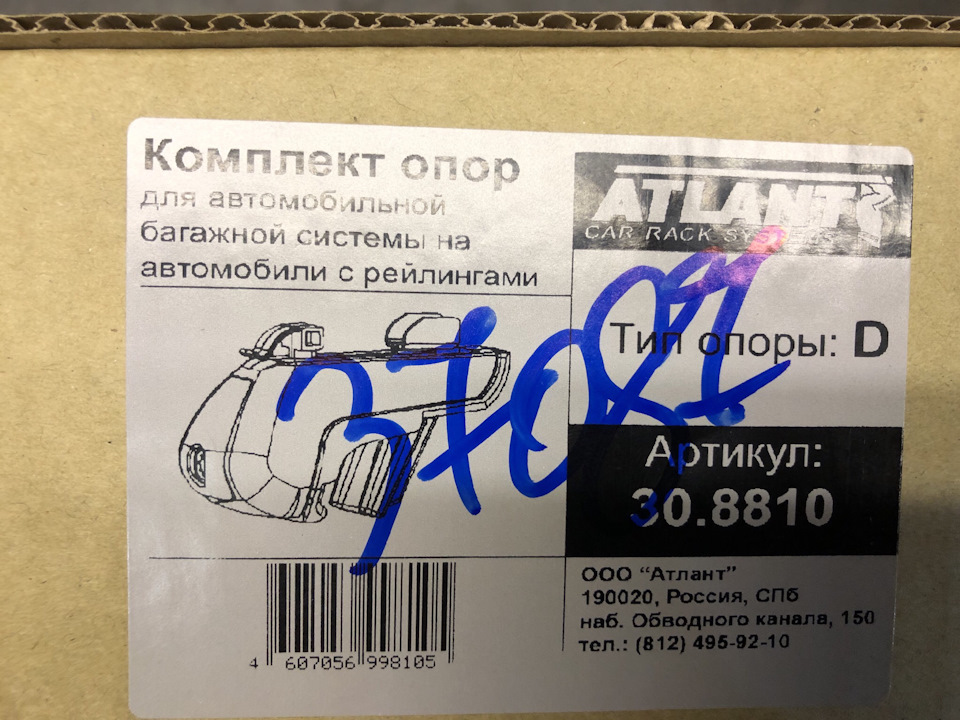 Комплект опор
для автомобильной
багажной системы на
автомобили с рейлингами
ATLANT
CAR RACK SYSTEMS
Тип опоры: D
Артикул:
30.8810
ООО “Атлант”
190020, Россия, СПб
наб. Обводного канала, 150
тел.: (812) 495-92-10
4 607056 998105